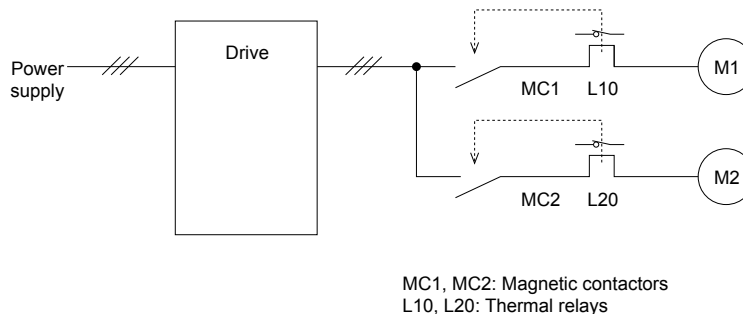 Power
supply
Drive
MC1
L10
M1
MC2
L20
M2
MC1, MC2: Magnetic contactors
L10, L20: Thermal relays